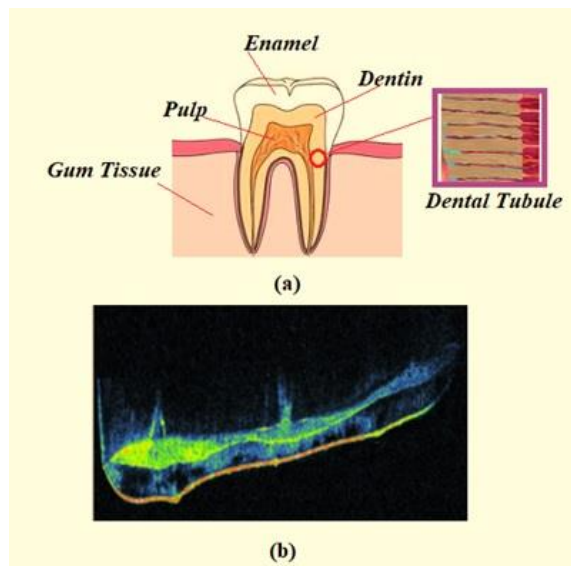 Enamel
Dentin
Pulp
Gum Tissue
Dental Tubule
(a)
(b)